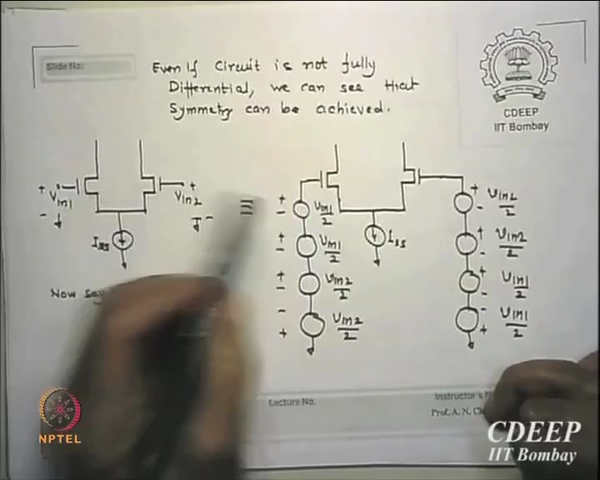 Slide No:
Even If Circuit is not fully
Differential, we can see that
Symmetry can be achieved.
CDEEP
IIT Bombay
+ Vin1 -
+ Vin2 -
ISS
≡
+ - Vin1/2
+ - Vin1/2
+ - Vin2/2
- + Vin2/2
ISS
Vin2/2 + -
Vin2/2 + -
Vin1/2 + -
Vin1/2 - +
Now say
Lecture No.
Instructor's
Prof. A. N.
NPTEL
CDEEP
IIT Bombay